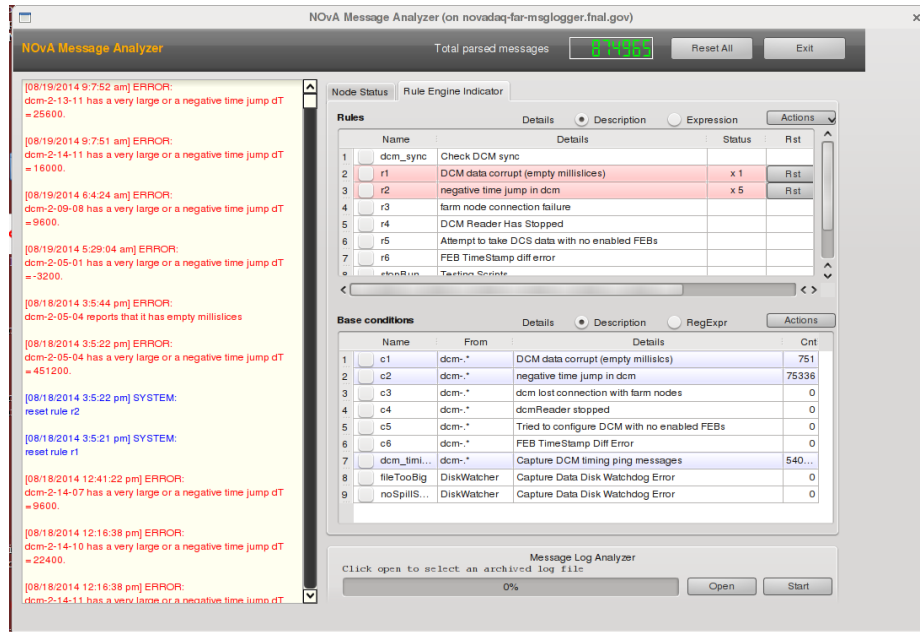 NOvA Message Analyzer (on novadaq-far-msglogger.fnal.gov)
NOvA Message Analyzer
Total parsed messages
874965
Reset All
Exit
[08/19/2014 9:7:52 am] ERROR:
dcm-2-13-11 has a very large or a negative time jump dT
=25600.
[08/19/2014 9:7:51 am] ERROR:
dcm-2-14-11 has a very large or a negative time jump dT
=16000.
[08/19/2014 6:4:24 am] ERROR:
dcm-2-09-08 has a very large or a negative time jump dT
=9600.
[08/19/2014 5:29:04 am] ERROR:
dcm-2-05-01 has a very large or a negative time jump dT
=-3200.
[08/18/2014 3:5:44 pm] ERROR:
dcm-2-05-04 reports that it has empty millislices
[08/18/2014 3:5:22 pm] ERROR:
dcm-2-05-04 has a very large or a negative time jump dT
=451200.
[08/18/2014 3:5:22 pm] SYSTEM:
reset rule r2
[08/18/2014 3:5:21 pm] SYSTEM:
reset rule r1
[08/18/2014 12:41:22 pm] ERROR:
dcm-2-14-07 has a very large or a negative time jump dT
=9600.
[08/18/2014 12:16:38 pm] ERROR:
dcm-2-14-10 has a very large or a negative time jump dT
=22400.
[08/18/2014 12:16:38 pm] ERROR:
dcm-2-14-11 has a very large or a negative time jump dT
Node Status Rule Engine Indicator
Rules Details Description Expression Actions
Name Details Status Rst
1 dcm_sync Check DCM sync
2 r1 DCM data corrupt (empty millislices) x 1 Rst
3 r2 negative time jump in dcm x 5 Rst
4 r3 farm node connection failure
5 r4 DCM Reader Has Stopped
6 r5 Attempt to take DCS data with no enabled FEBs
7 r6 FEB TimeStamp diff error
8 stopRun Testing Scripts
Base conditions Details Description RegExpr Actions
Name From Details Cnt
1 c1 dcm-.* DCM data corrupt (empty millislcs) 751
2 c2 dcm-.* negative time jump in dcm 75336
3 c3 dcm-.* dcm lost connection with farm nodes 0
4 c4 dcm-.* dcmReader stopped 0
5 c5 dcm-.* Tried to configure DCM with no enabled FEBs 0
6 c6 dcm-.* FEB TimeStamp Diff Error 0
7 dcm_timi... dcm-.* Capture DCM timing ping messages 540...
8 fileTooBig DiskWatcher Capture Data Disk Watchdog Error 0
9 noSpillS... DiskWatcher Capture Data Disk Watchdog Error 0
Message Log Analyzer
Click open to select an archived log file
0%
Open
Start